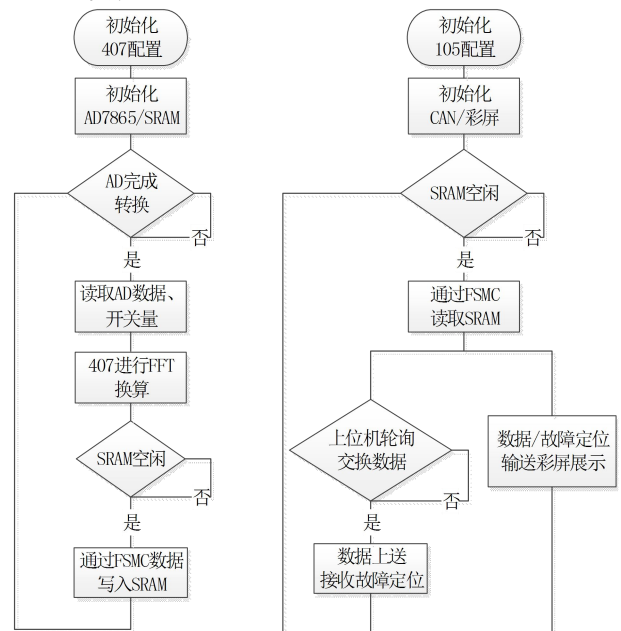 初始化
407配置
初始化
AD7865/SRAM
AD完成
转换
否
是
读取AD数据、
开关量
407进行FFT
换算
SRAM空闲
否
是
通过FSMC数据
写入SRAM
初始化
105配置
初始化
CAN/彩屏
SRAM空闲
否
是
通过FSMC
读取SRAM
上位机轮询
交换数据
否
是
数据上送
接收故障定位
数据/故障定位
输送彩屏展示